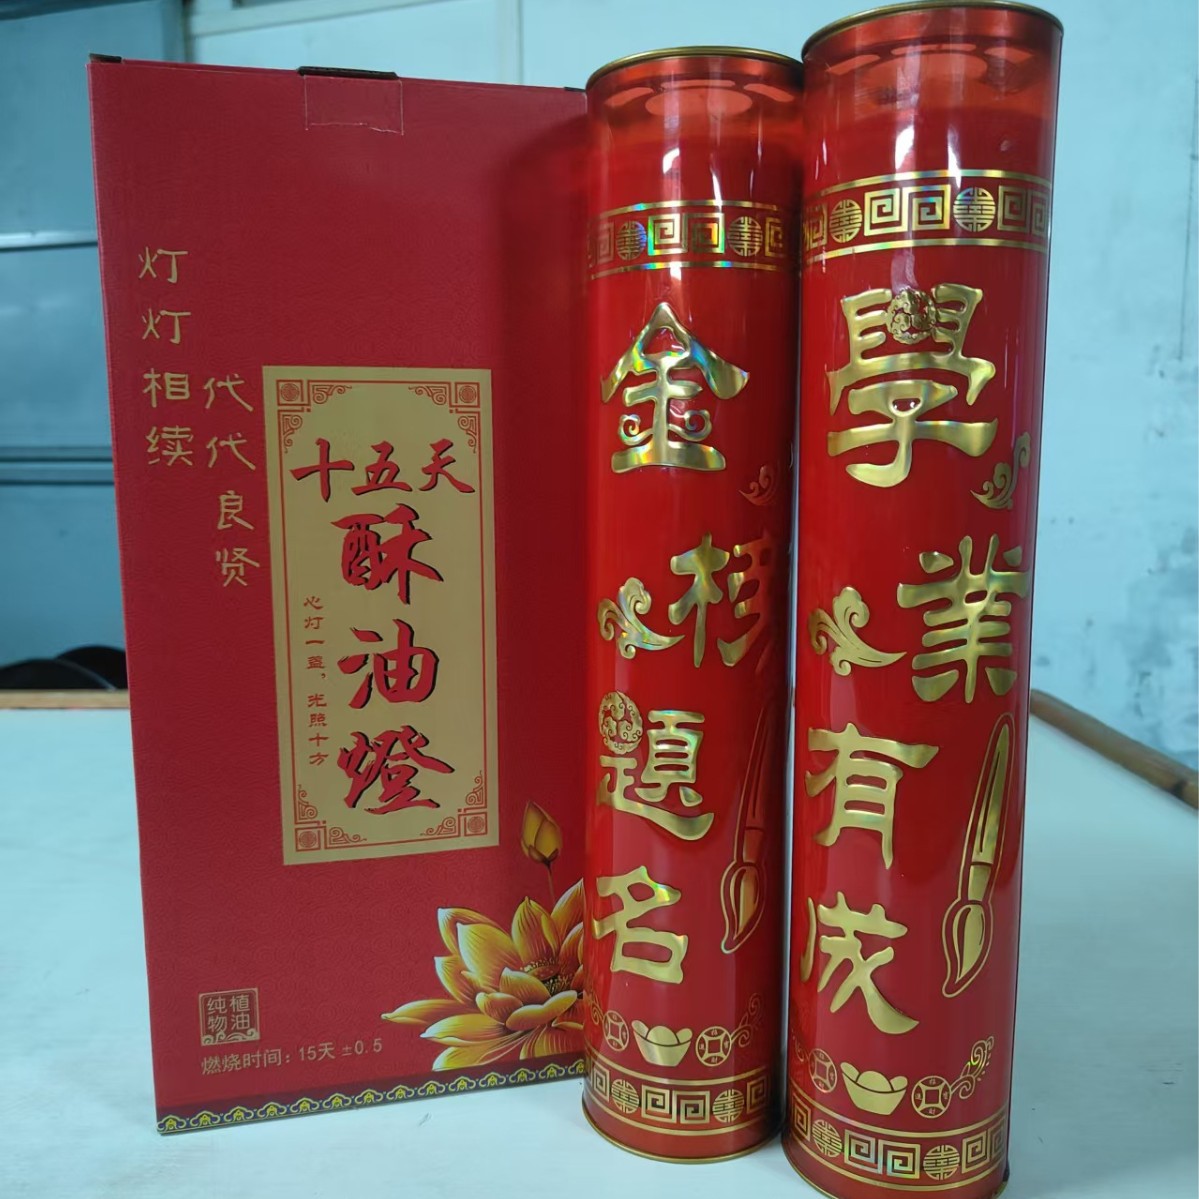 灯灯相续
代代良贤
十五天
酥油燈
心灯一盏，光照十方
植油
纯物
燃烧时间：15天±0.5
金榜题名
學業有成